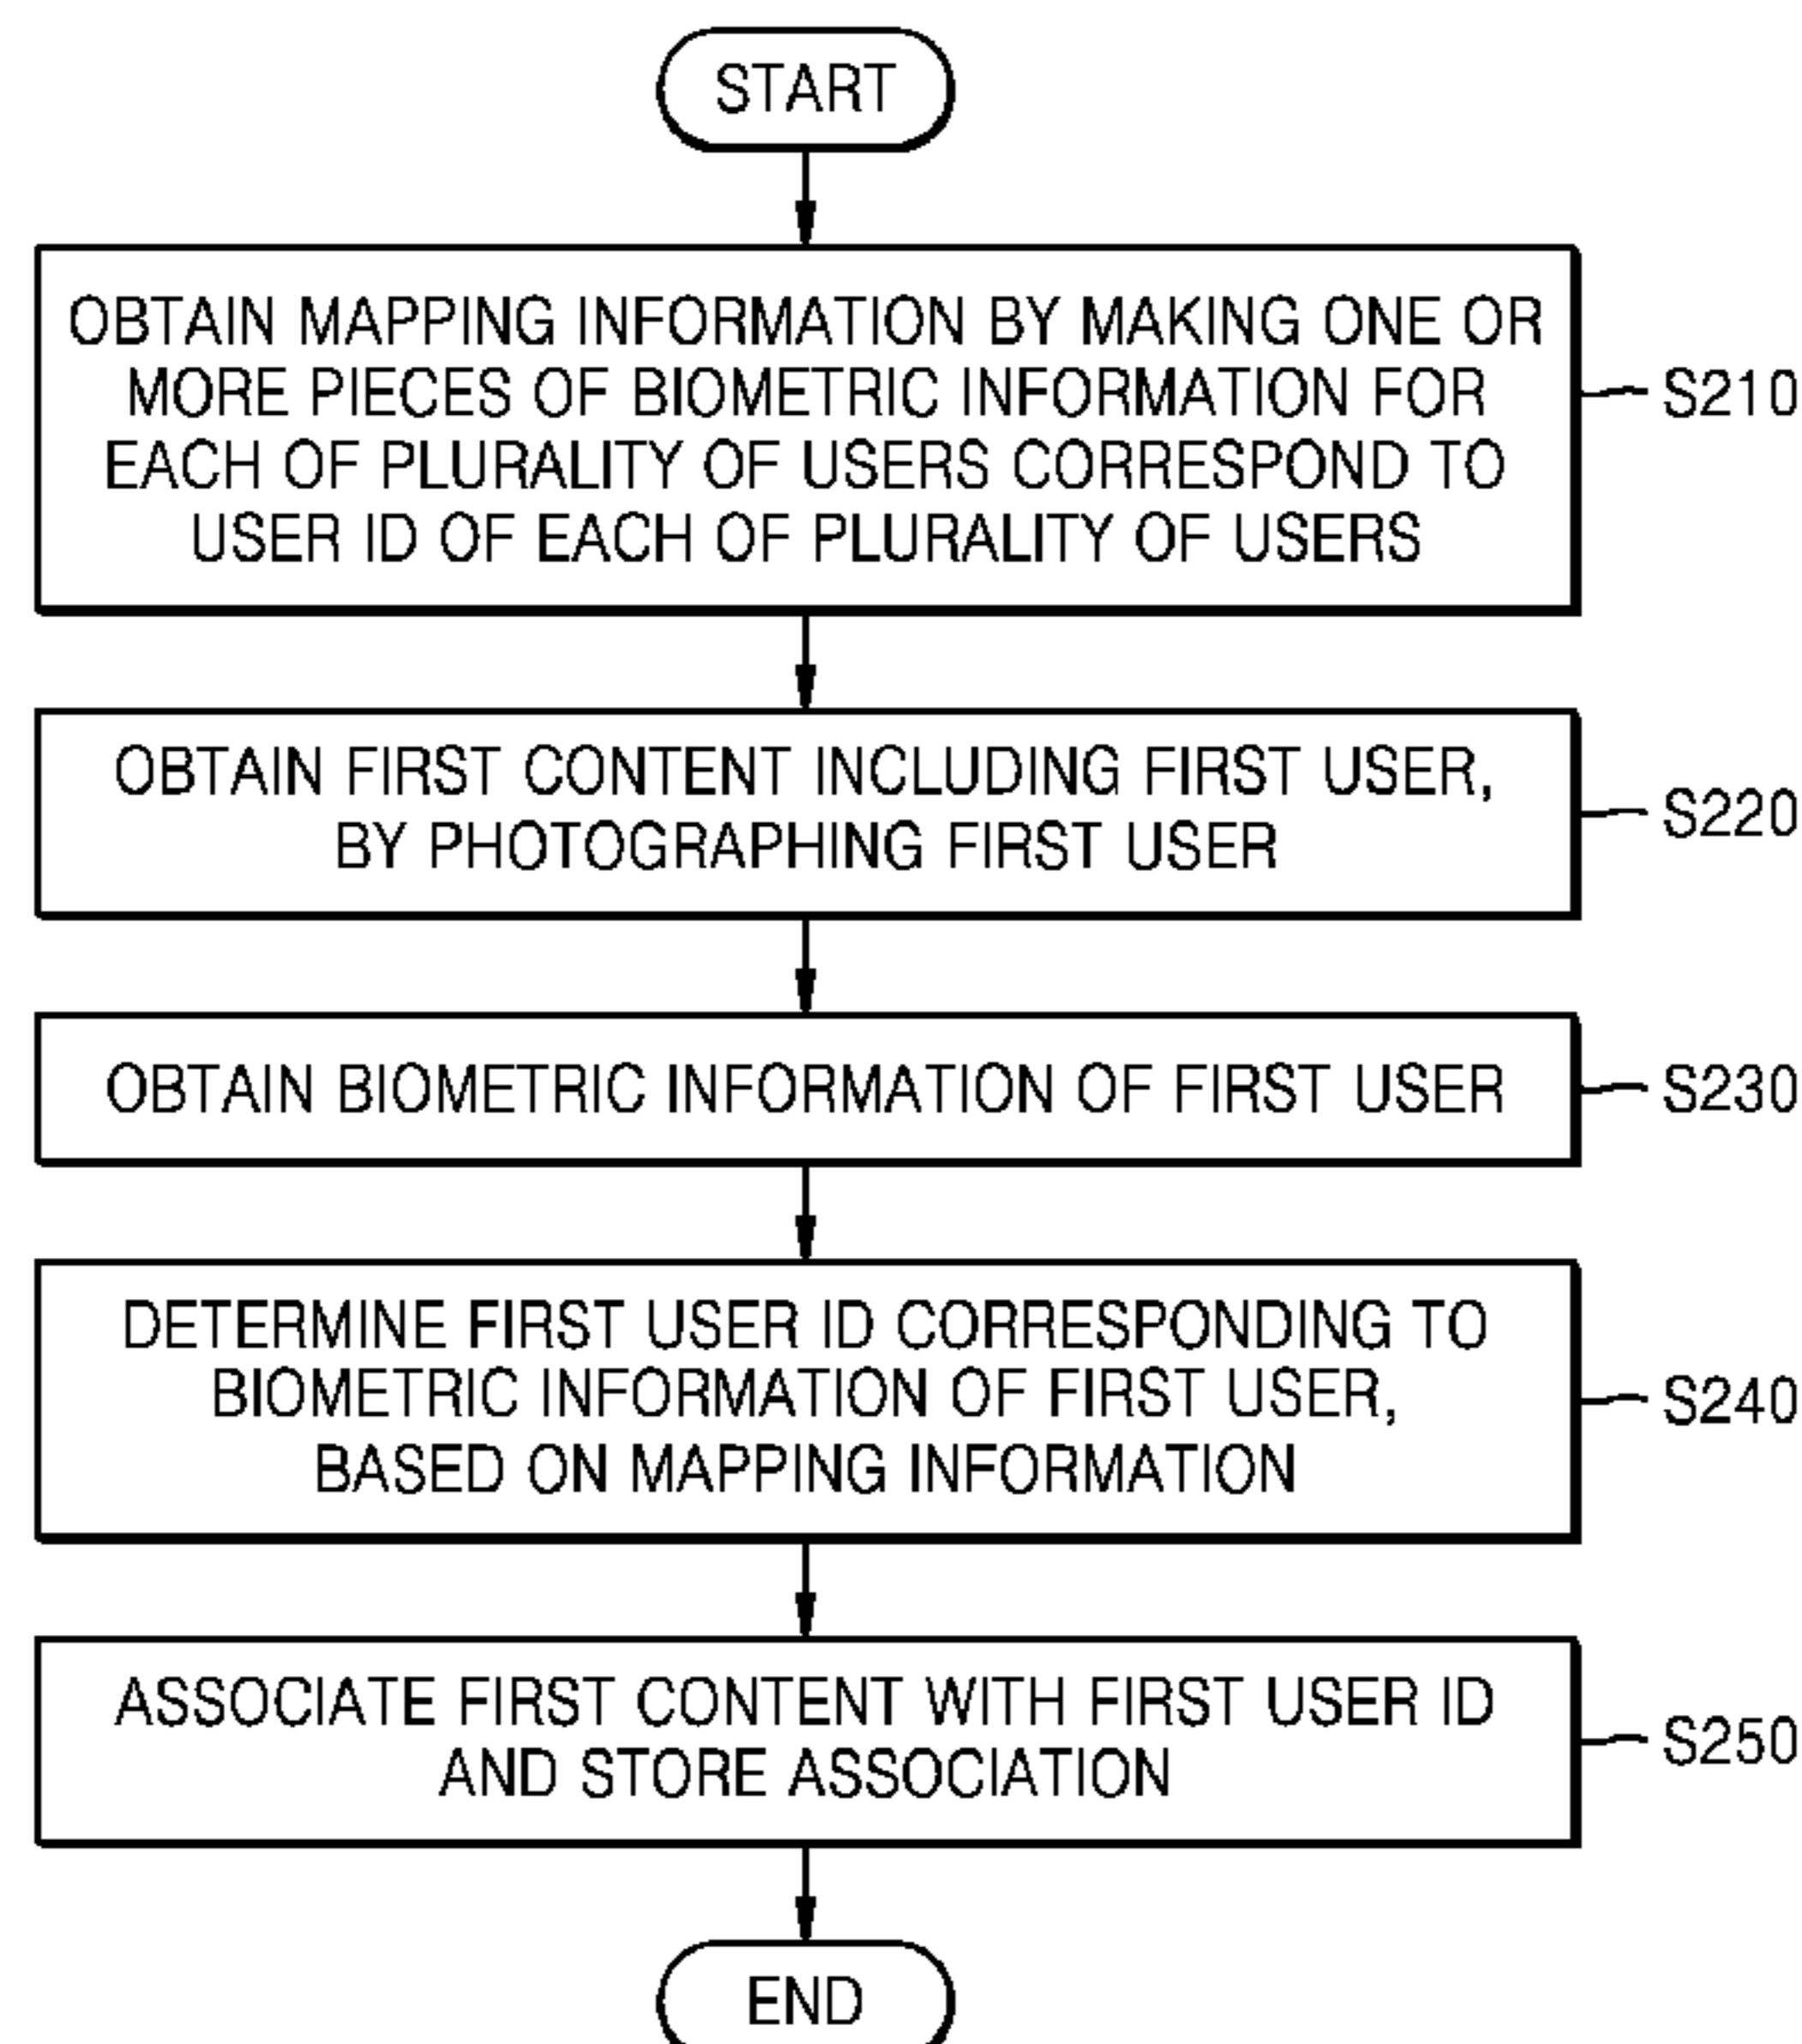 START
OBTAIN MAPPING INFORMATION BY MAKING ONE OR
MORE PIECES OF BIOMETRIC INFORMATION FOR
EACH OF PLURALITY OF USERS CORRESPOND TO
USER ID OF EACH OF PLURALITY OF USERS
S210
OBTAIN FIRST CONTENT INCLUDING FIRST USER,
BY PHOTOGRAPHING FIRST USER
S220
OBTAIN BIOMETRIC INFORMATION OF FIRST USER
S230
DETERMINE FIRST USER ID CORRESPONDING TO
BIOMETRIC INFORMATION OF FIRST USER,
BASED ON MAPPING INFORMATION
S240
ASSOCIATE FIRST CONTENT WITH FIRST USER ID
AND STORE ASSOCIATION
S250
END